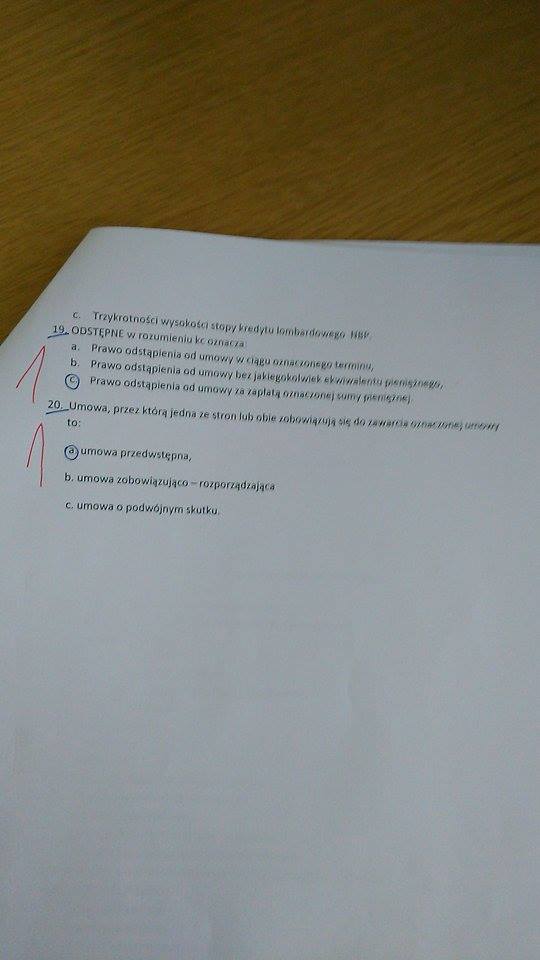 c. Trzykrotności wysokości stopy kredytu lombardowego NBP.
19. ODSTĘPNE w rozumieniu kc oznacza:
a. Prawo odstąpienia od umowy w ciągu oznaczonego terminu,
b. Prawo odstąpienia od umowy bez jakiegokolwiek ekwiwalentu pieniężnego,
c. Prawo odstąpienia od umowy za zapłatą oznaczonej sumy pieniężnej.
1
20. Umowa, przez którą jedna ze stron lub obie zobowiązują się do zawarcia oznaczonej umowy
to:
1
a. umowa przedwstępna,
b. umowa zobowiązująco – rozporządzająca
c. umowa o podwójnym skutku.